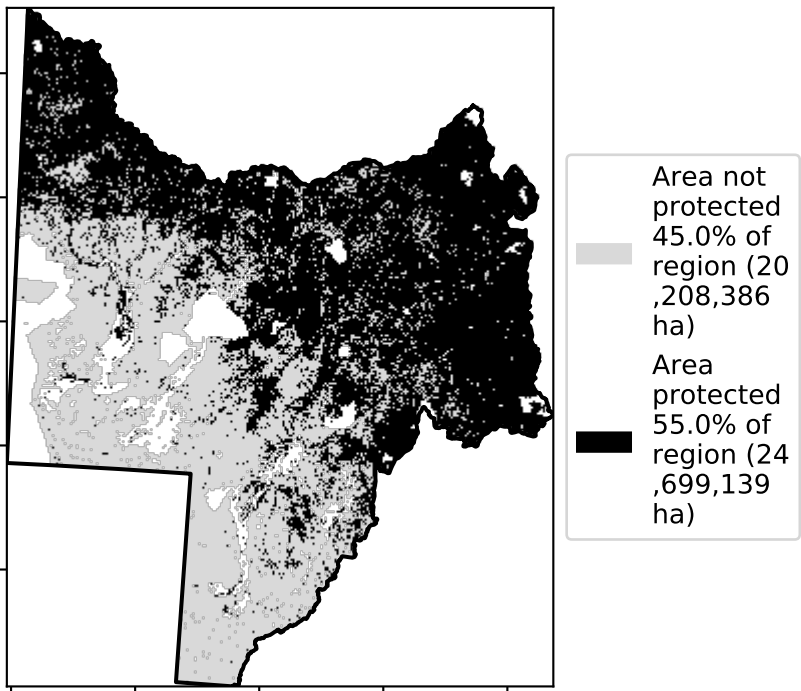 Area not
protected
45.0% of
region (20
,208,386
ha)
Area
protected
55.0% of
region (24
,699,139
ha)